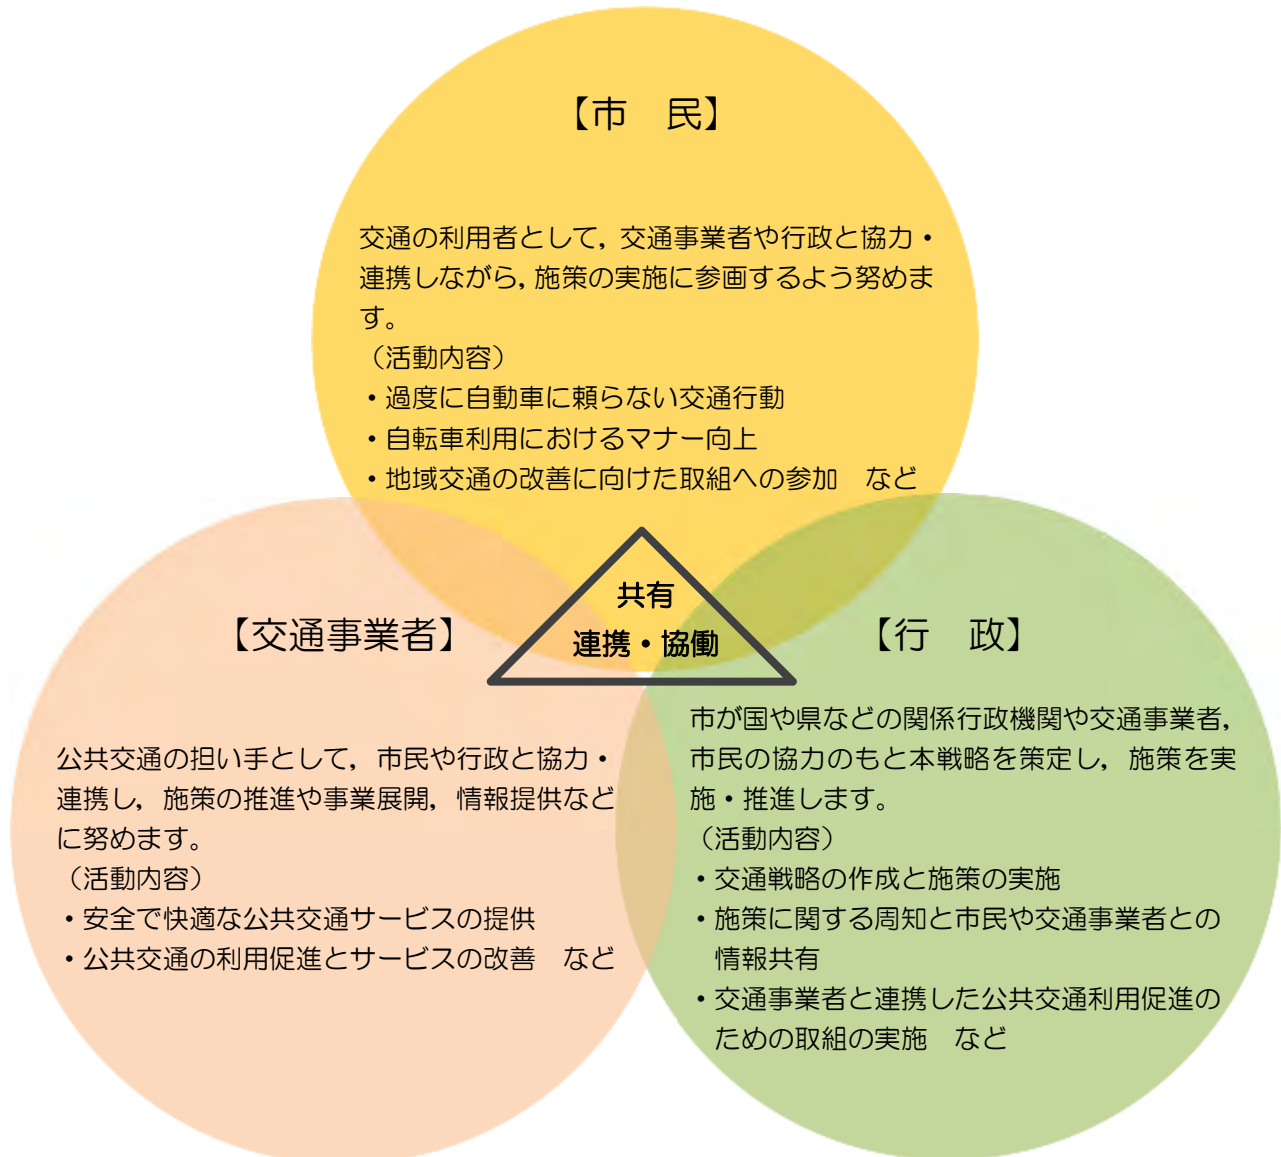 【市　民】
交通の利用者として，交通事業者や行政と協力・
連携しながら，施策の実施に参画するよう努めま
す。
（活動内容）
・過度に自動車に頼らない交通行動
・自転車利用におけるマナー向上
・地域交通の改善に向けた取組への参加　など
共有
連携・協働
【交通事業者】
公共交通の担い手として，市民や行政と協力・
連携し，施策の推進や事業展開，情報提供など
に努めます。
（活動内容）
・安全で快適な公共交通サービスの提供
・公共交通の利用促進とサービスの改善　など
【行　政】
市が国や県などの関係行政機関や交通事業者，
市民の協力のもと本戦略を策定し，施策を実
施・推進します。
（活動内容）
・交通戦略の作成と施策の実施
・施策に関する周知と市民や交通事業者との
情報共有
・交通事業者と連携した公共交通利用促進の
ための取組の実施　など